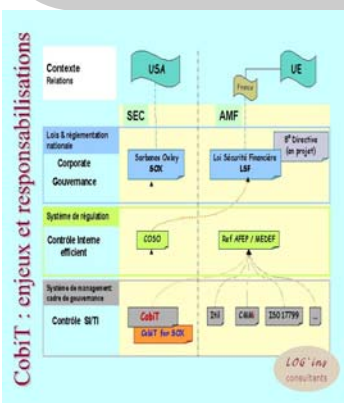 CobiT : enjeux et responsabilisations
Contexte
Relations
USA
France
UE
SEC
AMF
Lois & réglementation
nationale
Corporate
Gouvernance
Sarbanes Oxley
SOX
Loi Sécurité Financière
LSF
8e Directive
(en projet)
Système de régulation
Contrôle Interne
efficient
COSO
Ref AFEP / MEDEF
Système de management:
cadre de gouvernance
Contrôle SI/TI
CobiT
CobiT for SOX
Itil
CMMi
ISO 17799
...
LOG'ins
consultants